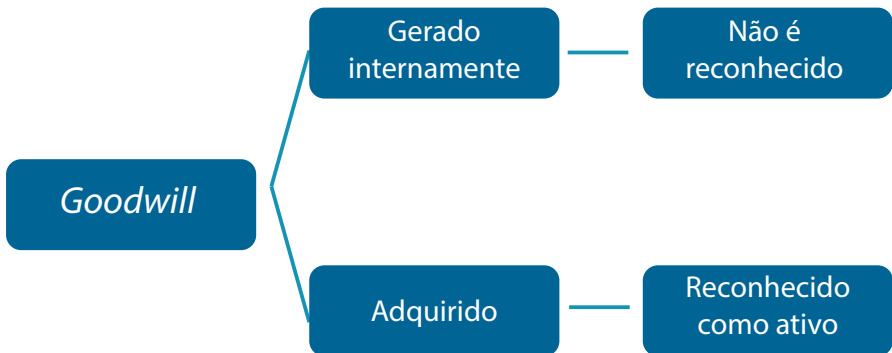 Gerado
internamente
Não é
reconhecido
Goodwill
Adquirido
Reconhecido
como ativo